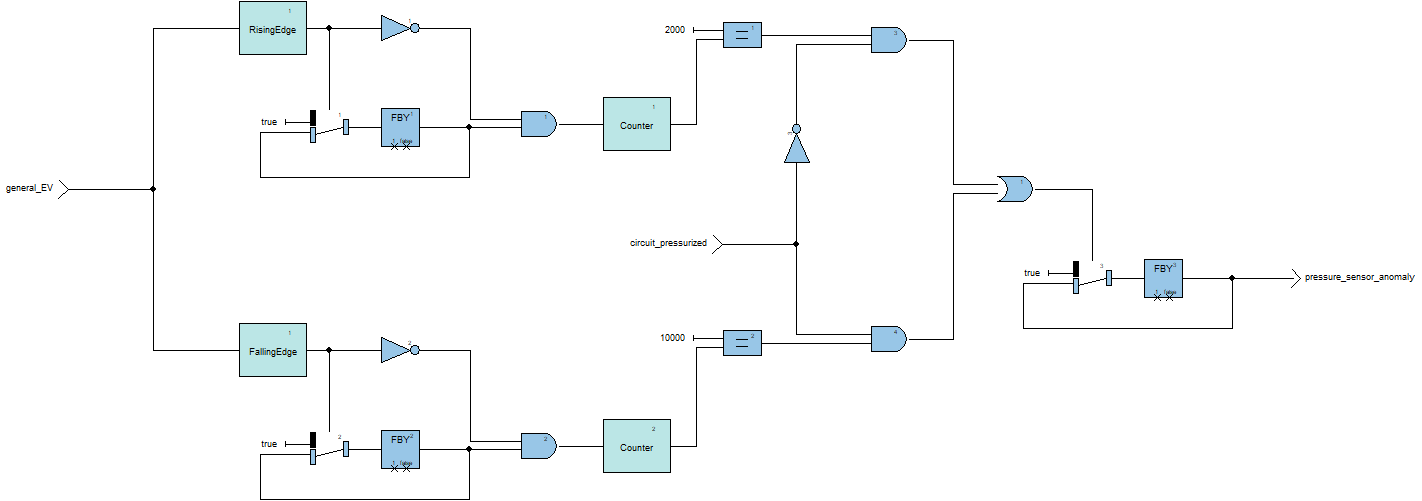 RisingEdge
1
1
true
1
FBY
1
1
false
1
Counter
1
2000
1
3
general_EV
3
circuit_pressurized
1
true
3
FBY
3
1
false
pressure_sensor_anomaly
FallingEdge
1
2
true
2
FBY
2
1
false
2
Counter
2
10000
2
4